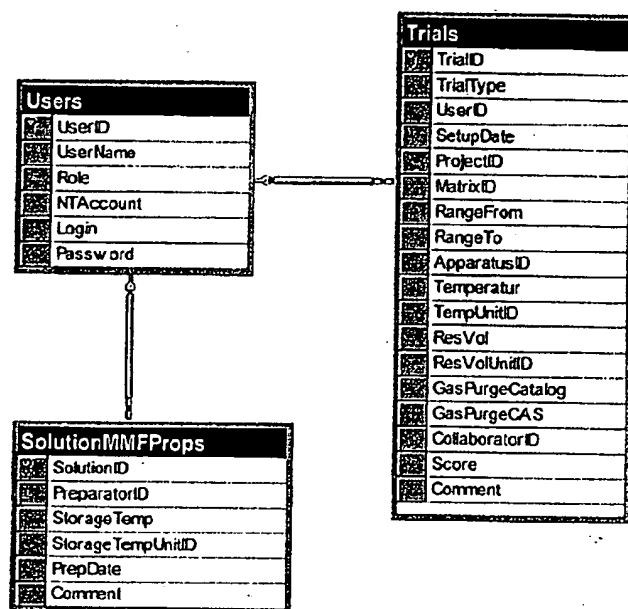 Users
UserID
UserName
Role
NTAccount
Login
Password
Trials
TrialID
TrialType
UserID
SetupDate
ProjectID
MatrixID
RangeFrom
RangeTo
ApparatusID
Temperatur
TempUnitID
ResVol
ResVolUnitID
GasPurgeCatalog
GasPurgeCAS
CollaboratorID
Score
Comment
SolutionMMFProps
SolutionID
PreparatorID
StorageTemp
StorageTempUnitID
PrepDate
Comment